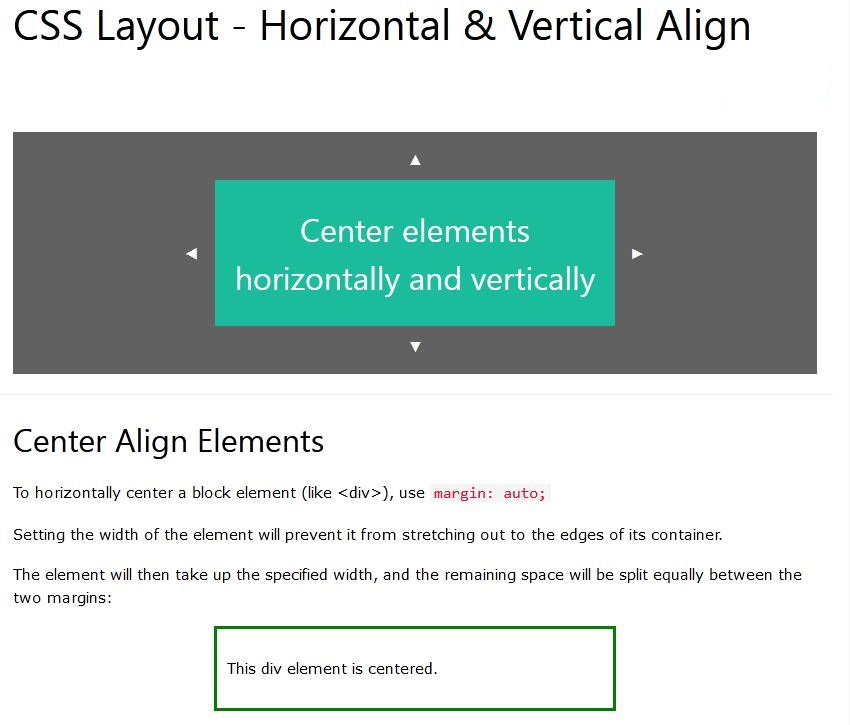 CSS Layout - Horizontal & Vertical Align
Center elements
horizontally and vertically
Center Align Elements
To horizontally center a block element (like <div>), use margin: auto;
Setting the width of the element will prevent it from stretching out to the edges of its container.
The element will then take up the specified width, and the remaining space will be split equally between the
two margins:
This div element is centered.